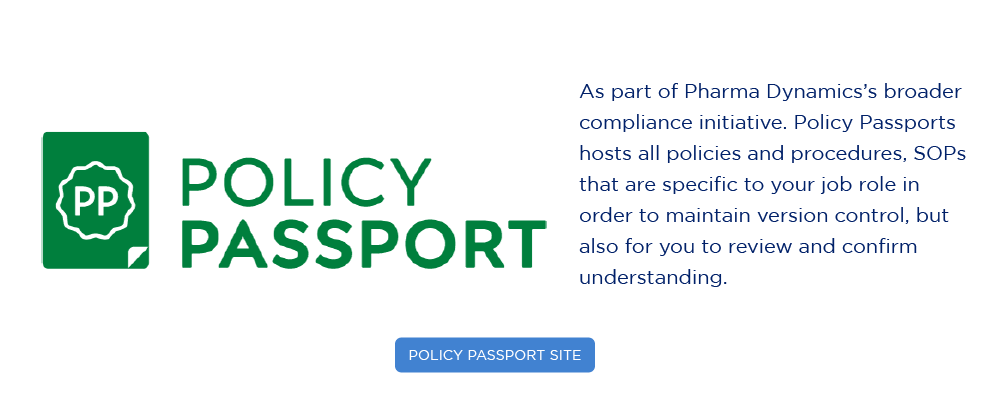 PP
POLICY
PASSPORT
As part of Pharma Dynamics’s broader
compliance initiative. Policy Passports
hosts all policies and procedures, SOPs
that are specific to your job role in
order to maintain version control, but
also for you to review and confirm
understanding.
POLICY PASSPORT SITE